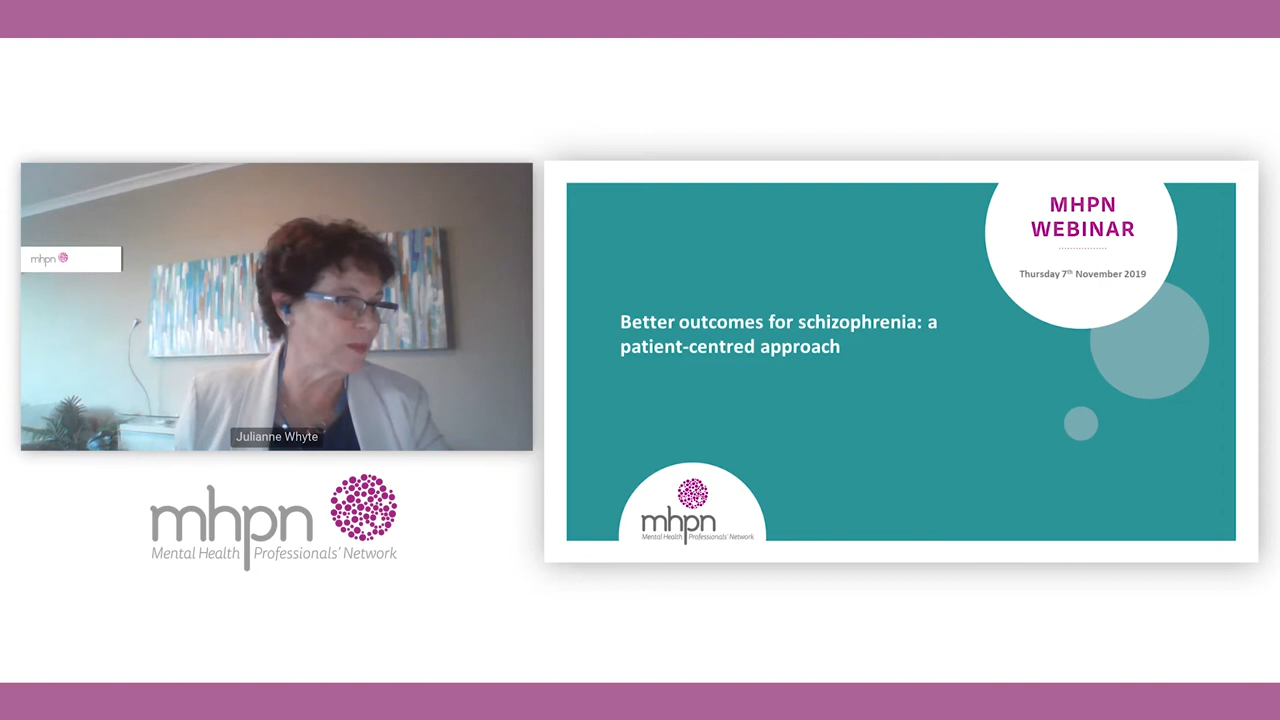 mhpn
Julianne Whyte
mhpn
Mental Health Professionals' Network
MHPN
WEBINAR
Thursday 7th November 2019
Better outcomes for schizophrenia: a
patient-centred approach
mhpn
Mental Health Professionals' Network